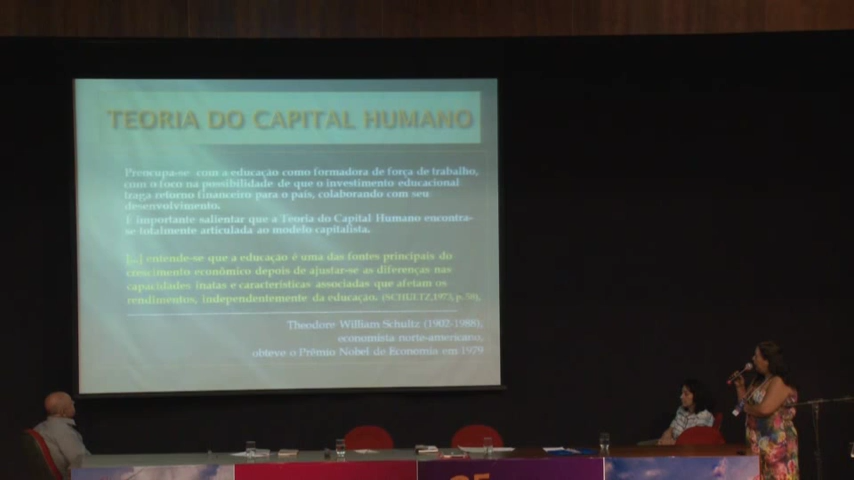 TEORIA DO CAPITAL HUMANO
Preocupa-se com a educação como formadora de força de trabalho,
com o foco na possibilidade de que o investimento educacional
traga retorno financeiro para o país, colaborando com seu
desenvolvimento.
É importante salientar que a Teoria do Capital Humano encontra-
se totalmente articulada ao modelo capitalista.
[...] entende-se que a educação é uma das fontes principais do
crescimento econômico depois de ajustar-se as diferenças nas
capacidades inatas e características associadas que afetam os
rendimentos, independentemente da educação. (SCHULTZ,1973, p. 58),
Theodore William Schultz (1902-1988),
economista norte-americano,
obteve o Prêmio Nobel de Economia em 1979